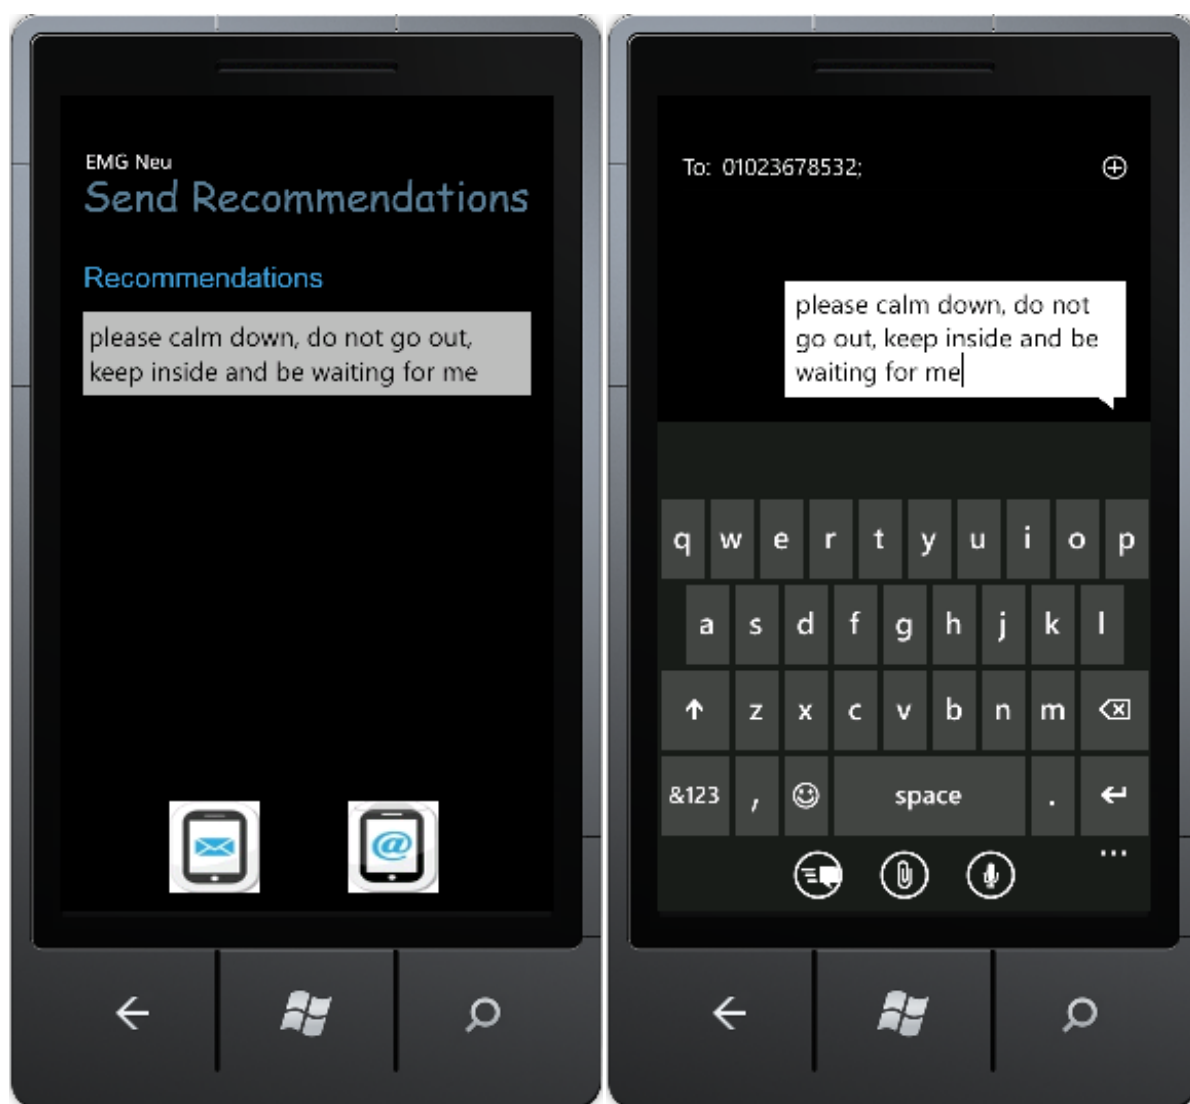 EMG Neu
Send Recommendations
Recommendations
please calm down, do not go out,
keep inside and be waiting for me
@
To: 01023678532;
please calm down, do not
go out, keep inside and be
waiting for me
q w e r t y u i o p
a s d f g h j k l
z x c v b n m
&123 , space .